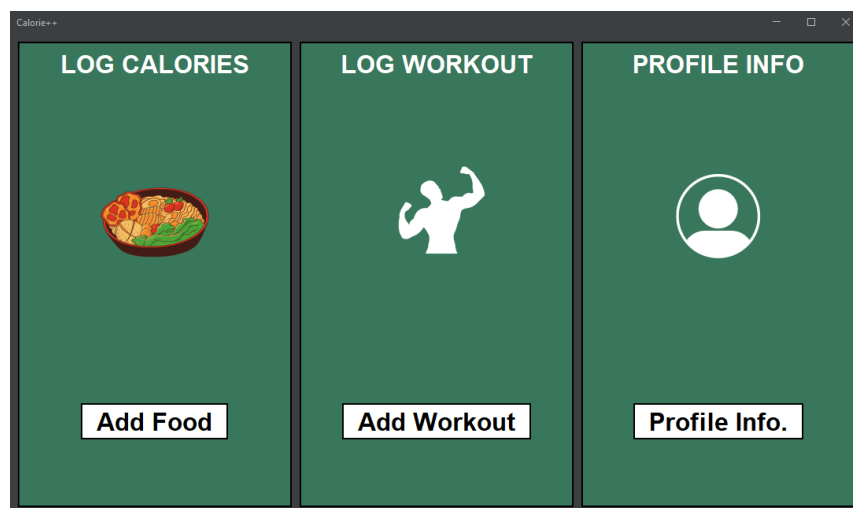 Calorie++
LOG CALORIES
LOG WORKOUT
PROFILE INFO
Add Food
Add Workout
Profile Info.